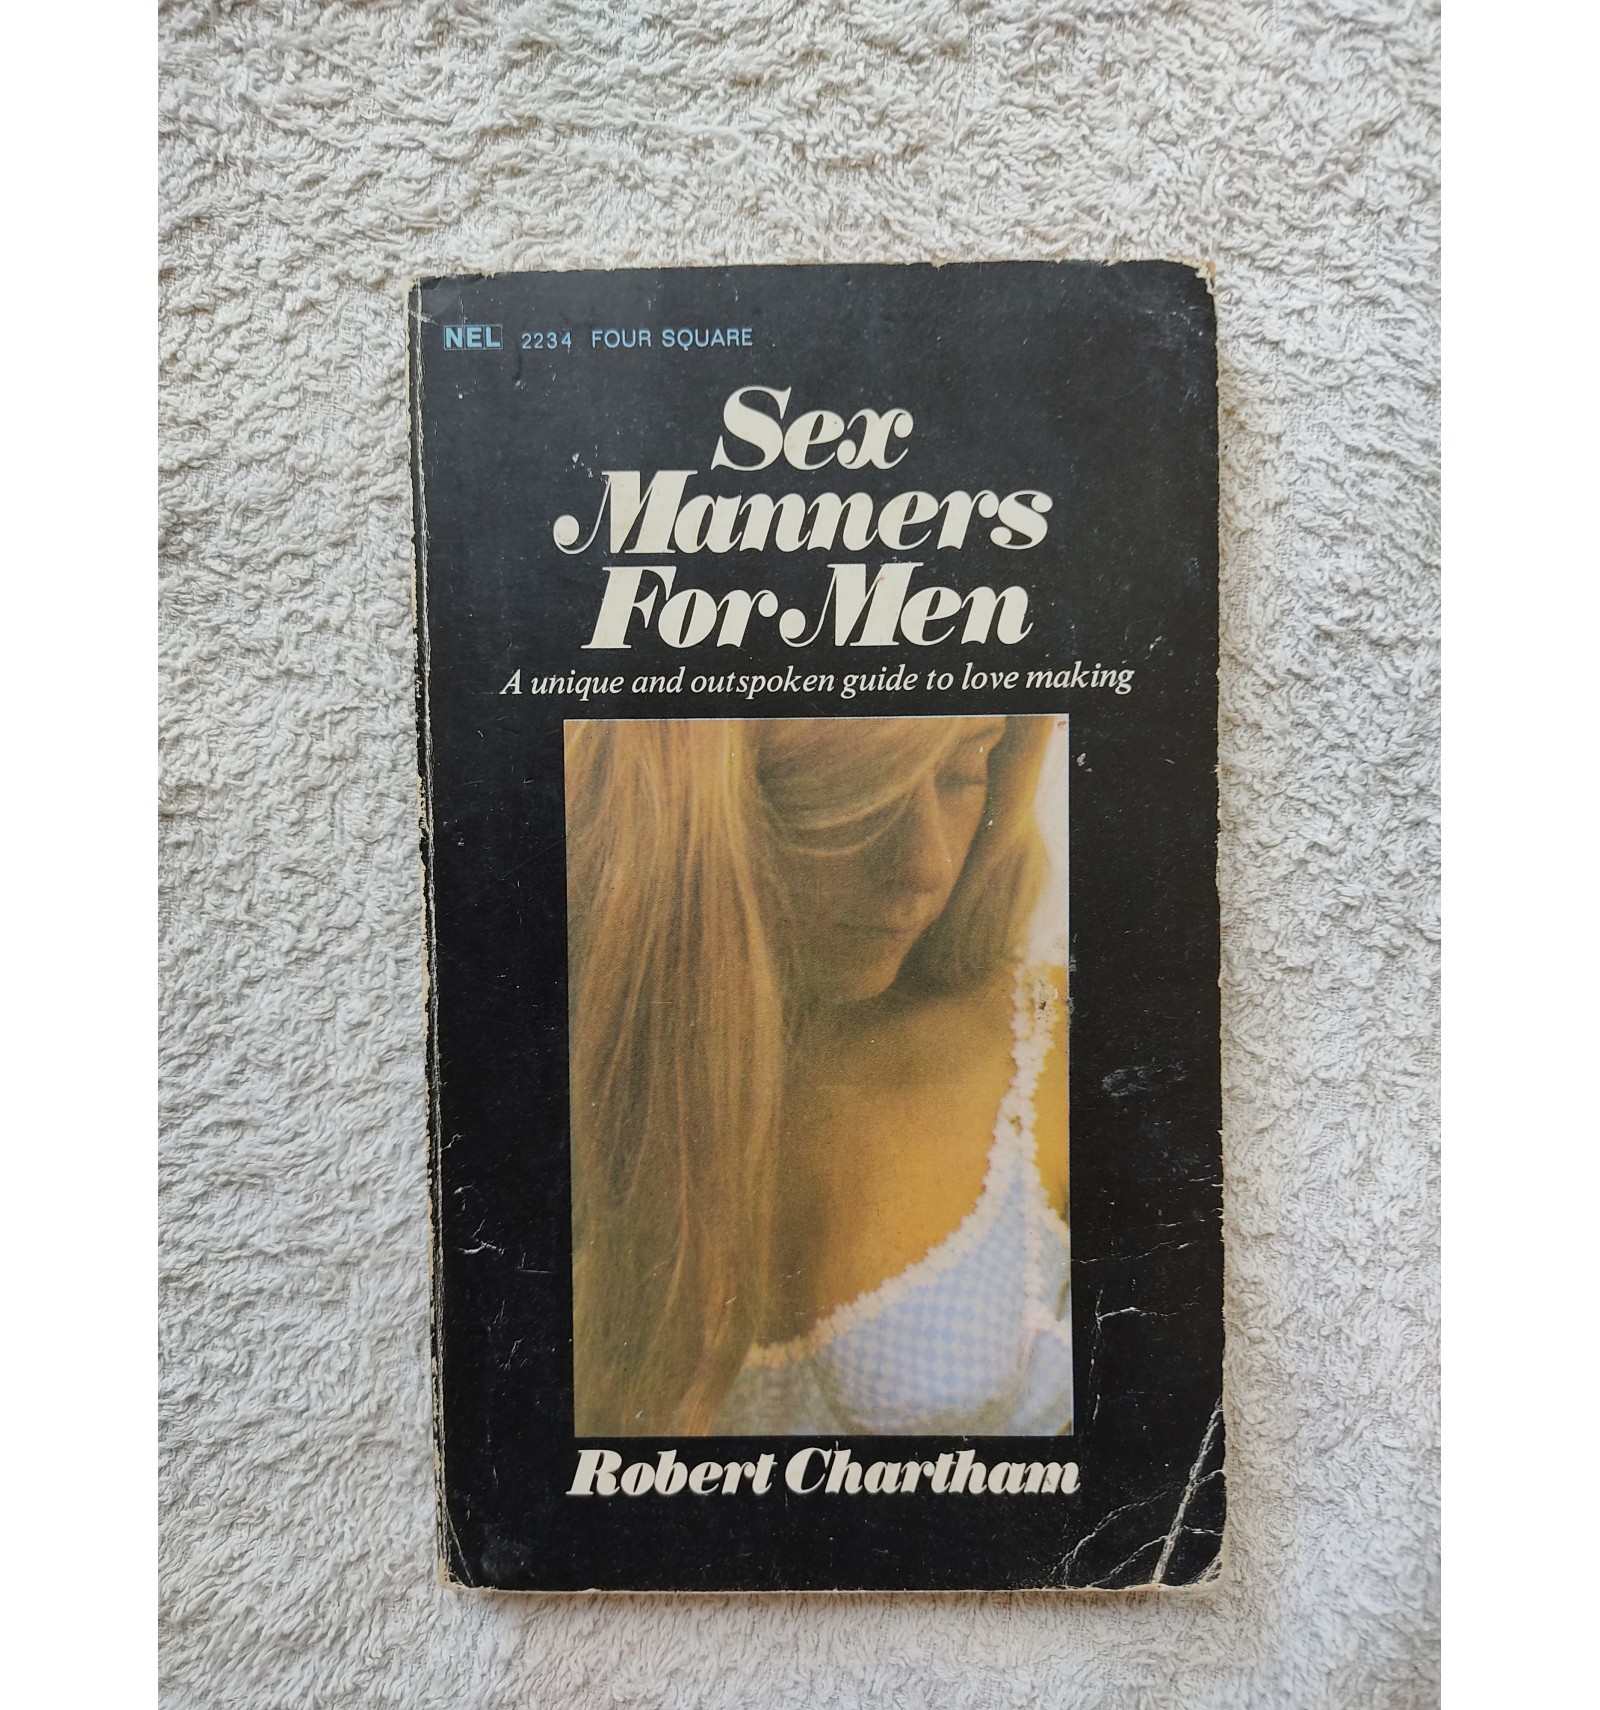 NEL 2234 FOUR SQUARE
Sex
Manners
For Men
A unique and outspoken guide to love making
Robert Chartham